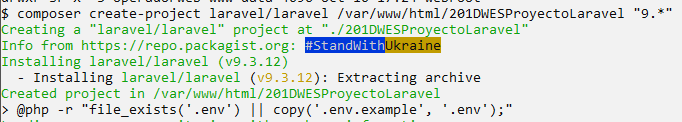 $ composer create-project laravel/laravel /var/www/html/201DWESProyectoLaravel "9.*"
Creating a "laravel/laravel" project at "./201DWESProyectoLaravel"
Info from https://repo.packagist.org: #StandWithUkraine
Installing laravel/laravel (v9.3.12)
  - Installing laravel/laravel (v9.3.12): Extracting archive
Created project in /var/www/html/201DWESProyectoLaravel
> @php -r "file_exists('.env') || copy('.env.example', '.env');"